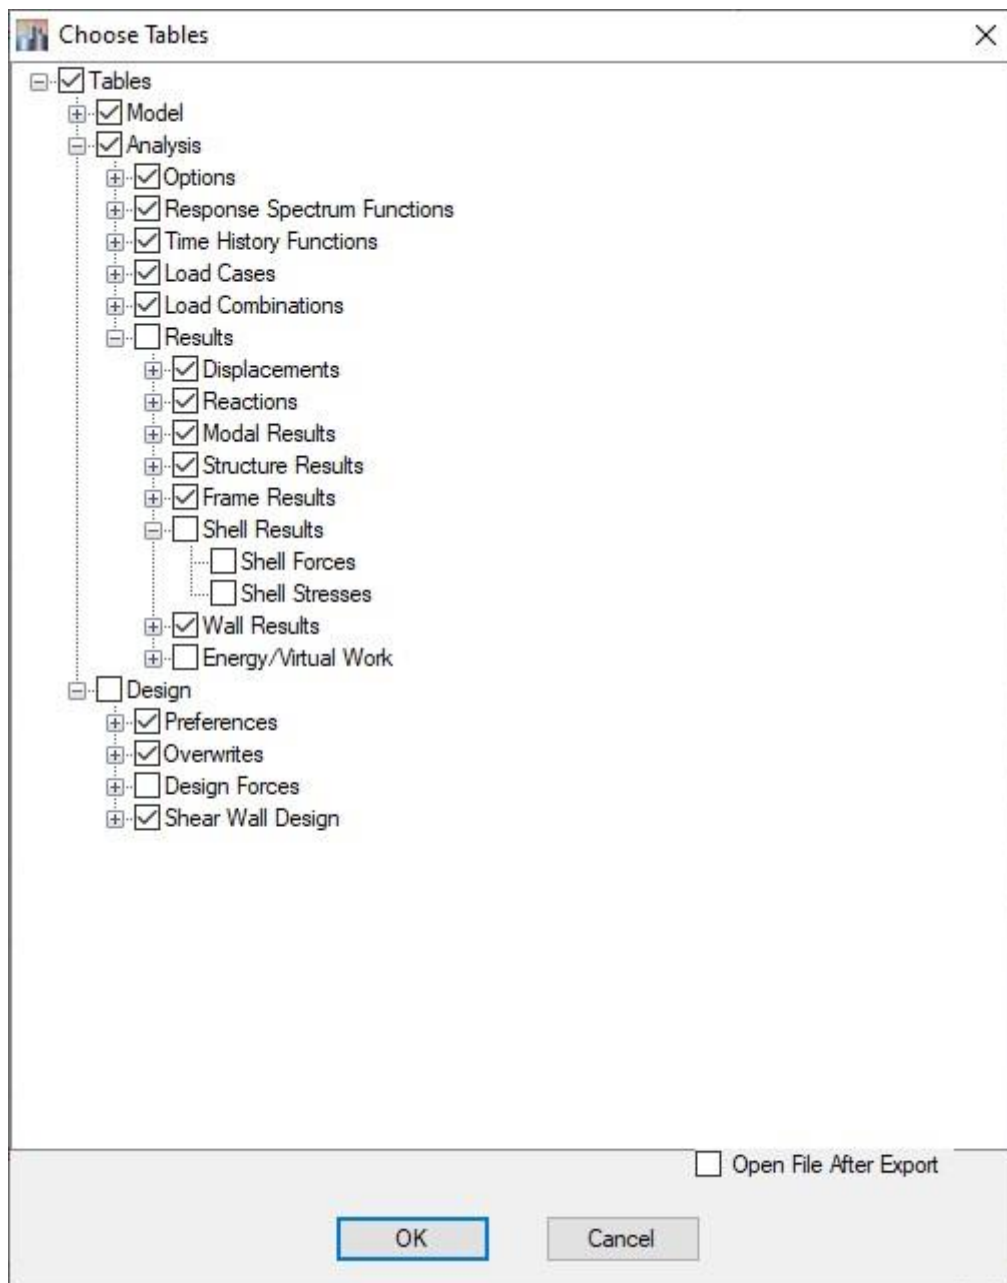 Choose Tables
Tables
Model
Analysis
Options
Response Spectrum Functions
Time History Functions
Load Cases
Load Combinations
Results
Displacements
Reactions
Modal Results
Structure Results
Frame Results
Shell Results
Shell Forces
Shell Stresses
Wall Results
Energy/Virtual Work
Design
Preferences
Overwrites
Design Forces
Shear Wall Design
Open File After Export
OK Cancel